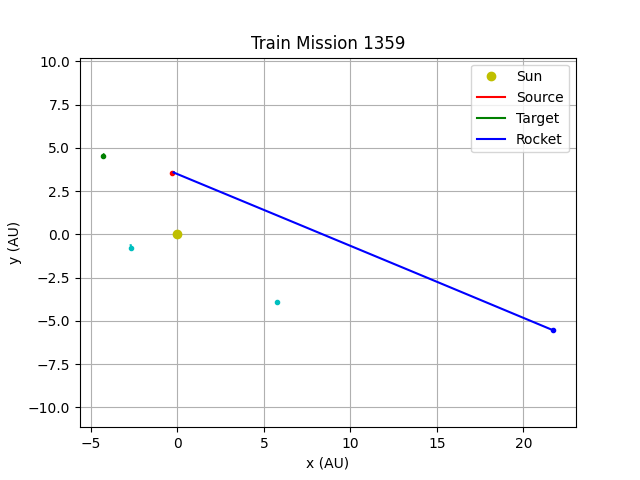 Train Mission 1359
Sun
Source
Target
Rocket
10.0
7.5
5.0
2.5
0.0
−2.5
−5.0
−7.5
−10.0
y (AU)
−5 0 5 10 15 20
x (AU)